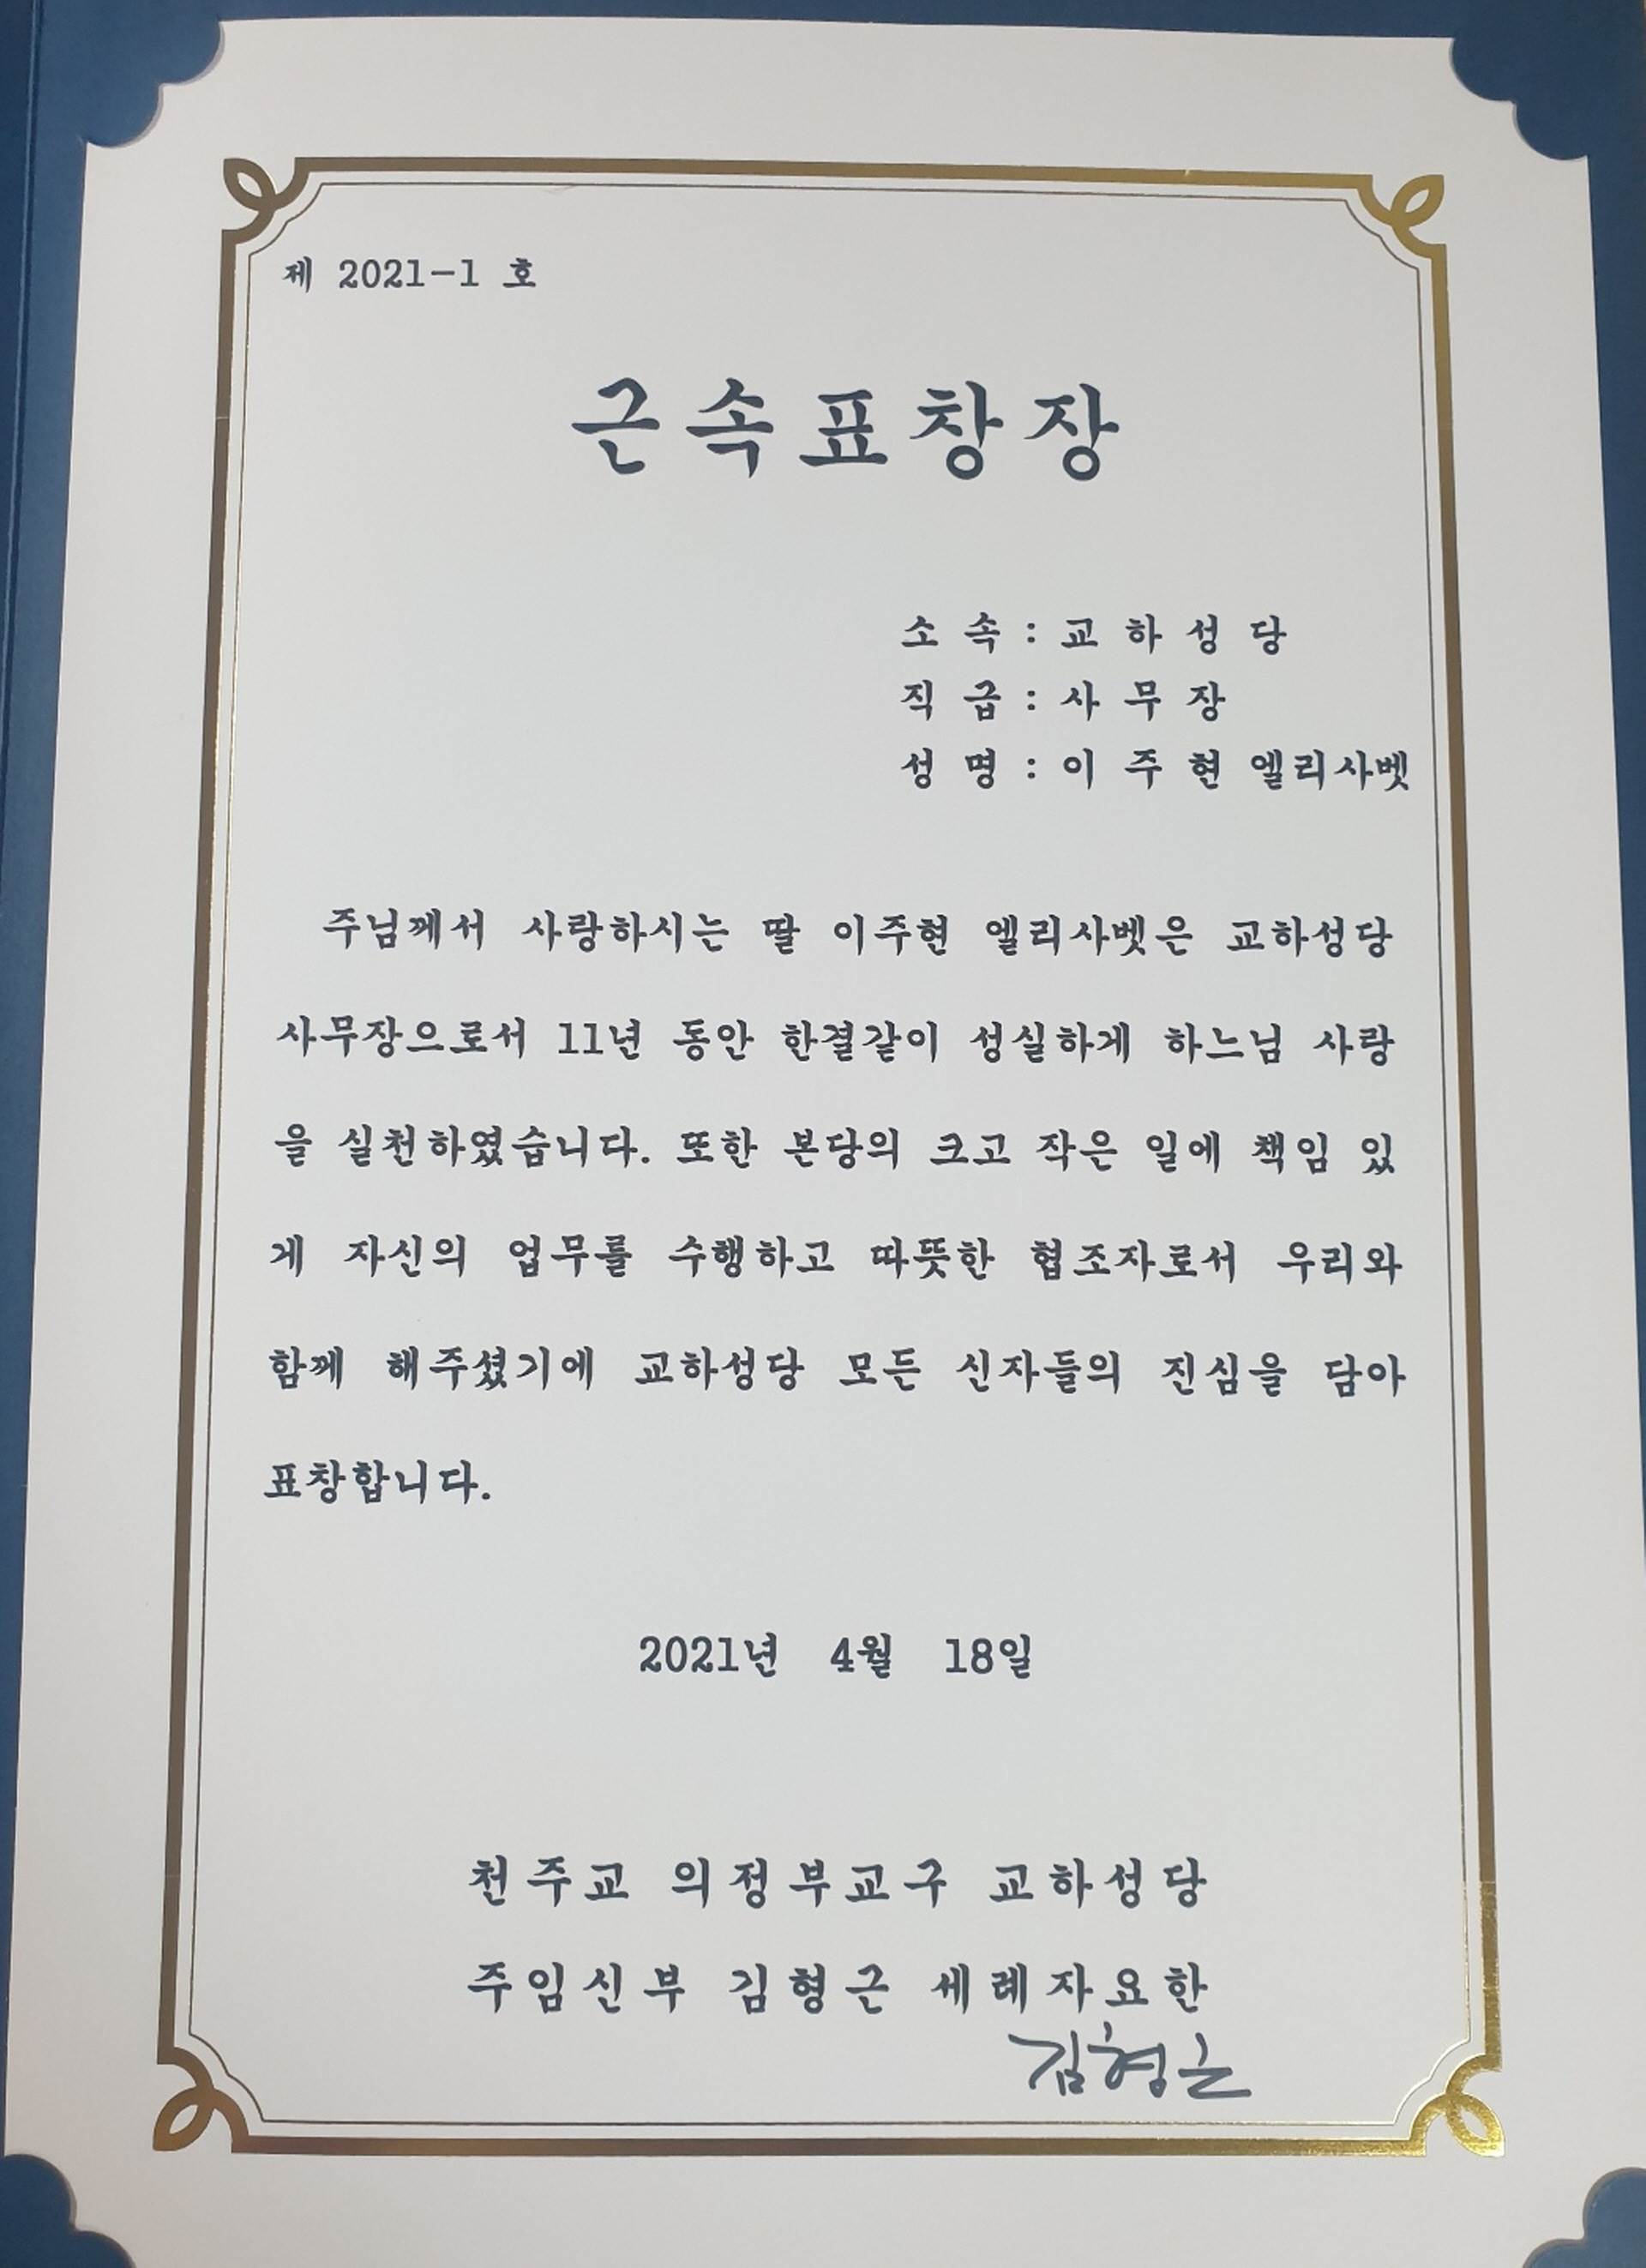 제 2021-1 호
근속표창장
소 속 : 교 하 성 당
직 급 : 사 무 장
성 명 : 이 주 현 엘리사벳
주님께서 사랑하시는 딸 이주현 엘리사벳은 교하성당
사무장으로서 11년 동안 한결같이 성실하게 하느님 사랑
을 실천하였습니다. 또한 본당의 크고 작은 일에 책임 있
게 자신의 업무를 수행하고 따뜻한 협조자로서 우리와
함께 해주셨기에 교하성당 모든 신자들의 진심을 담아
표창합니다.
2021년 4월 18일
천주교 의정부교구 교하성당
주임신부 김형근 세례자요한
김형근